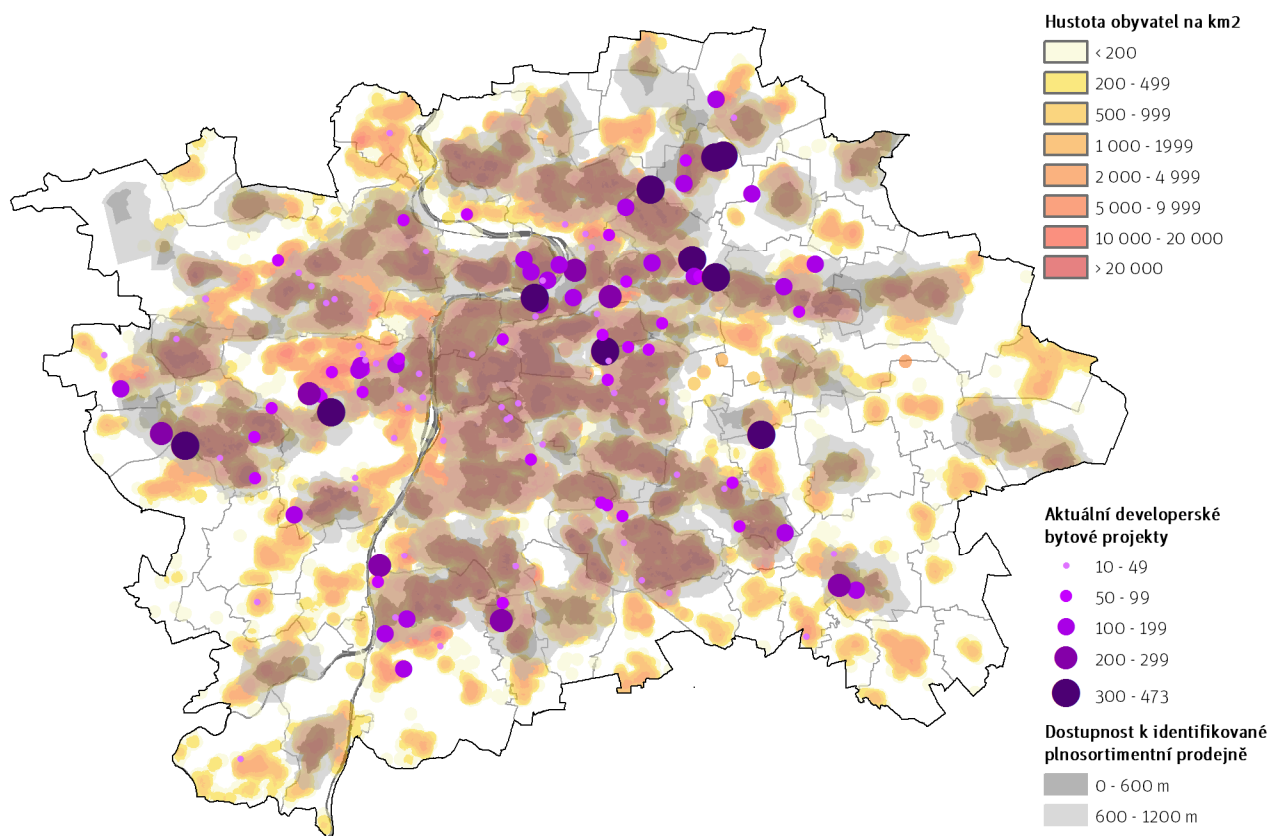 Hustota obyvatel na km2
< 200
200 - 499
500 - 999
1 000 - 1999
2 000 - 4 999
5 000 - 9 999
10 000 - 20 000
> 20 000
Aktuální developerské
bytové projekty
10 - 49
50 - 99
100 - 199
200 - 299
300 - 473
Dostupnost k identifikované
plnosortimentní prodejně
0 - 600 m
600 - 1200 m